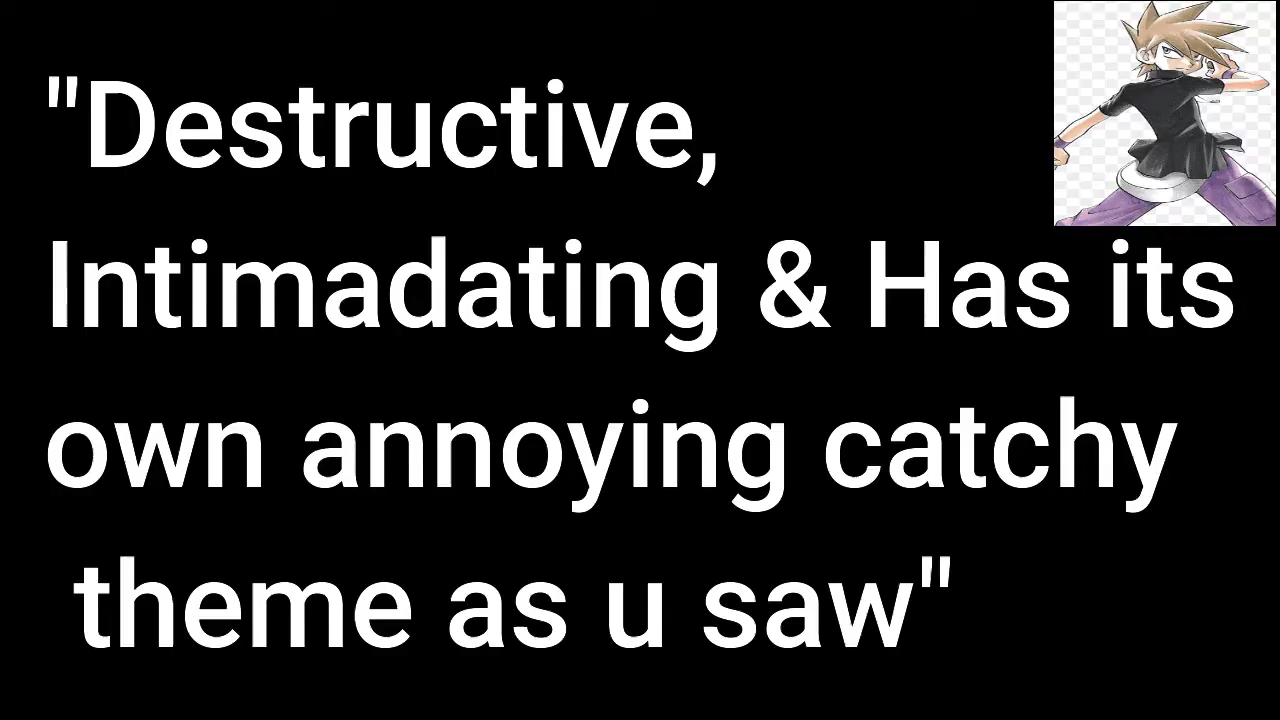 "Destructive,
Intimadating & Has its
own annoying catchy
theme as u saw"